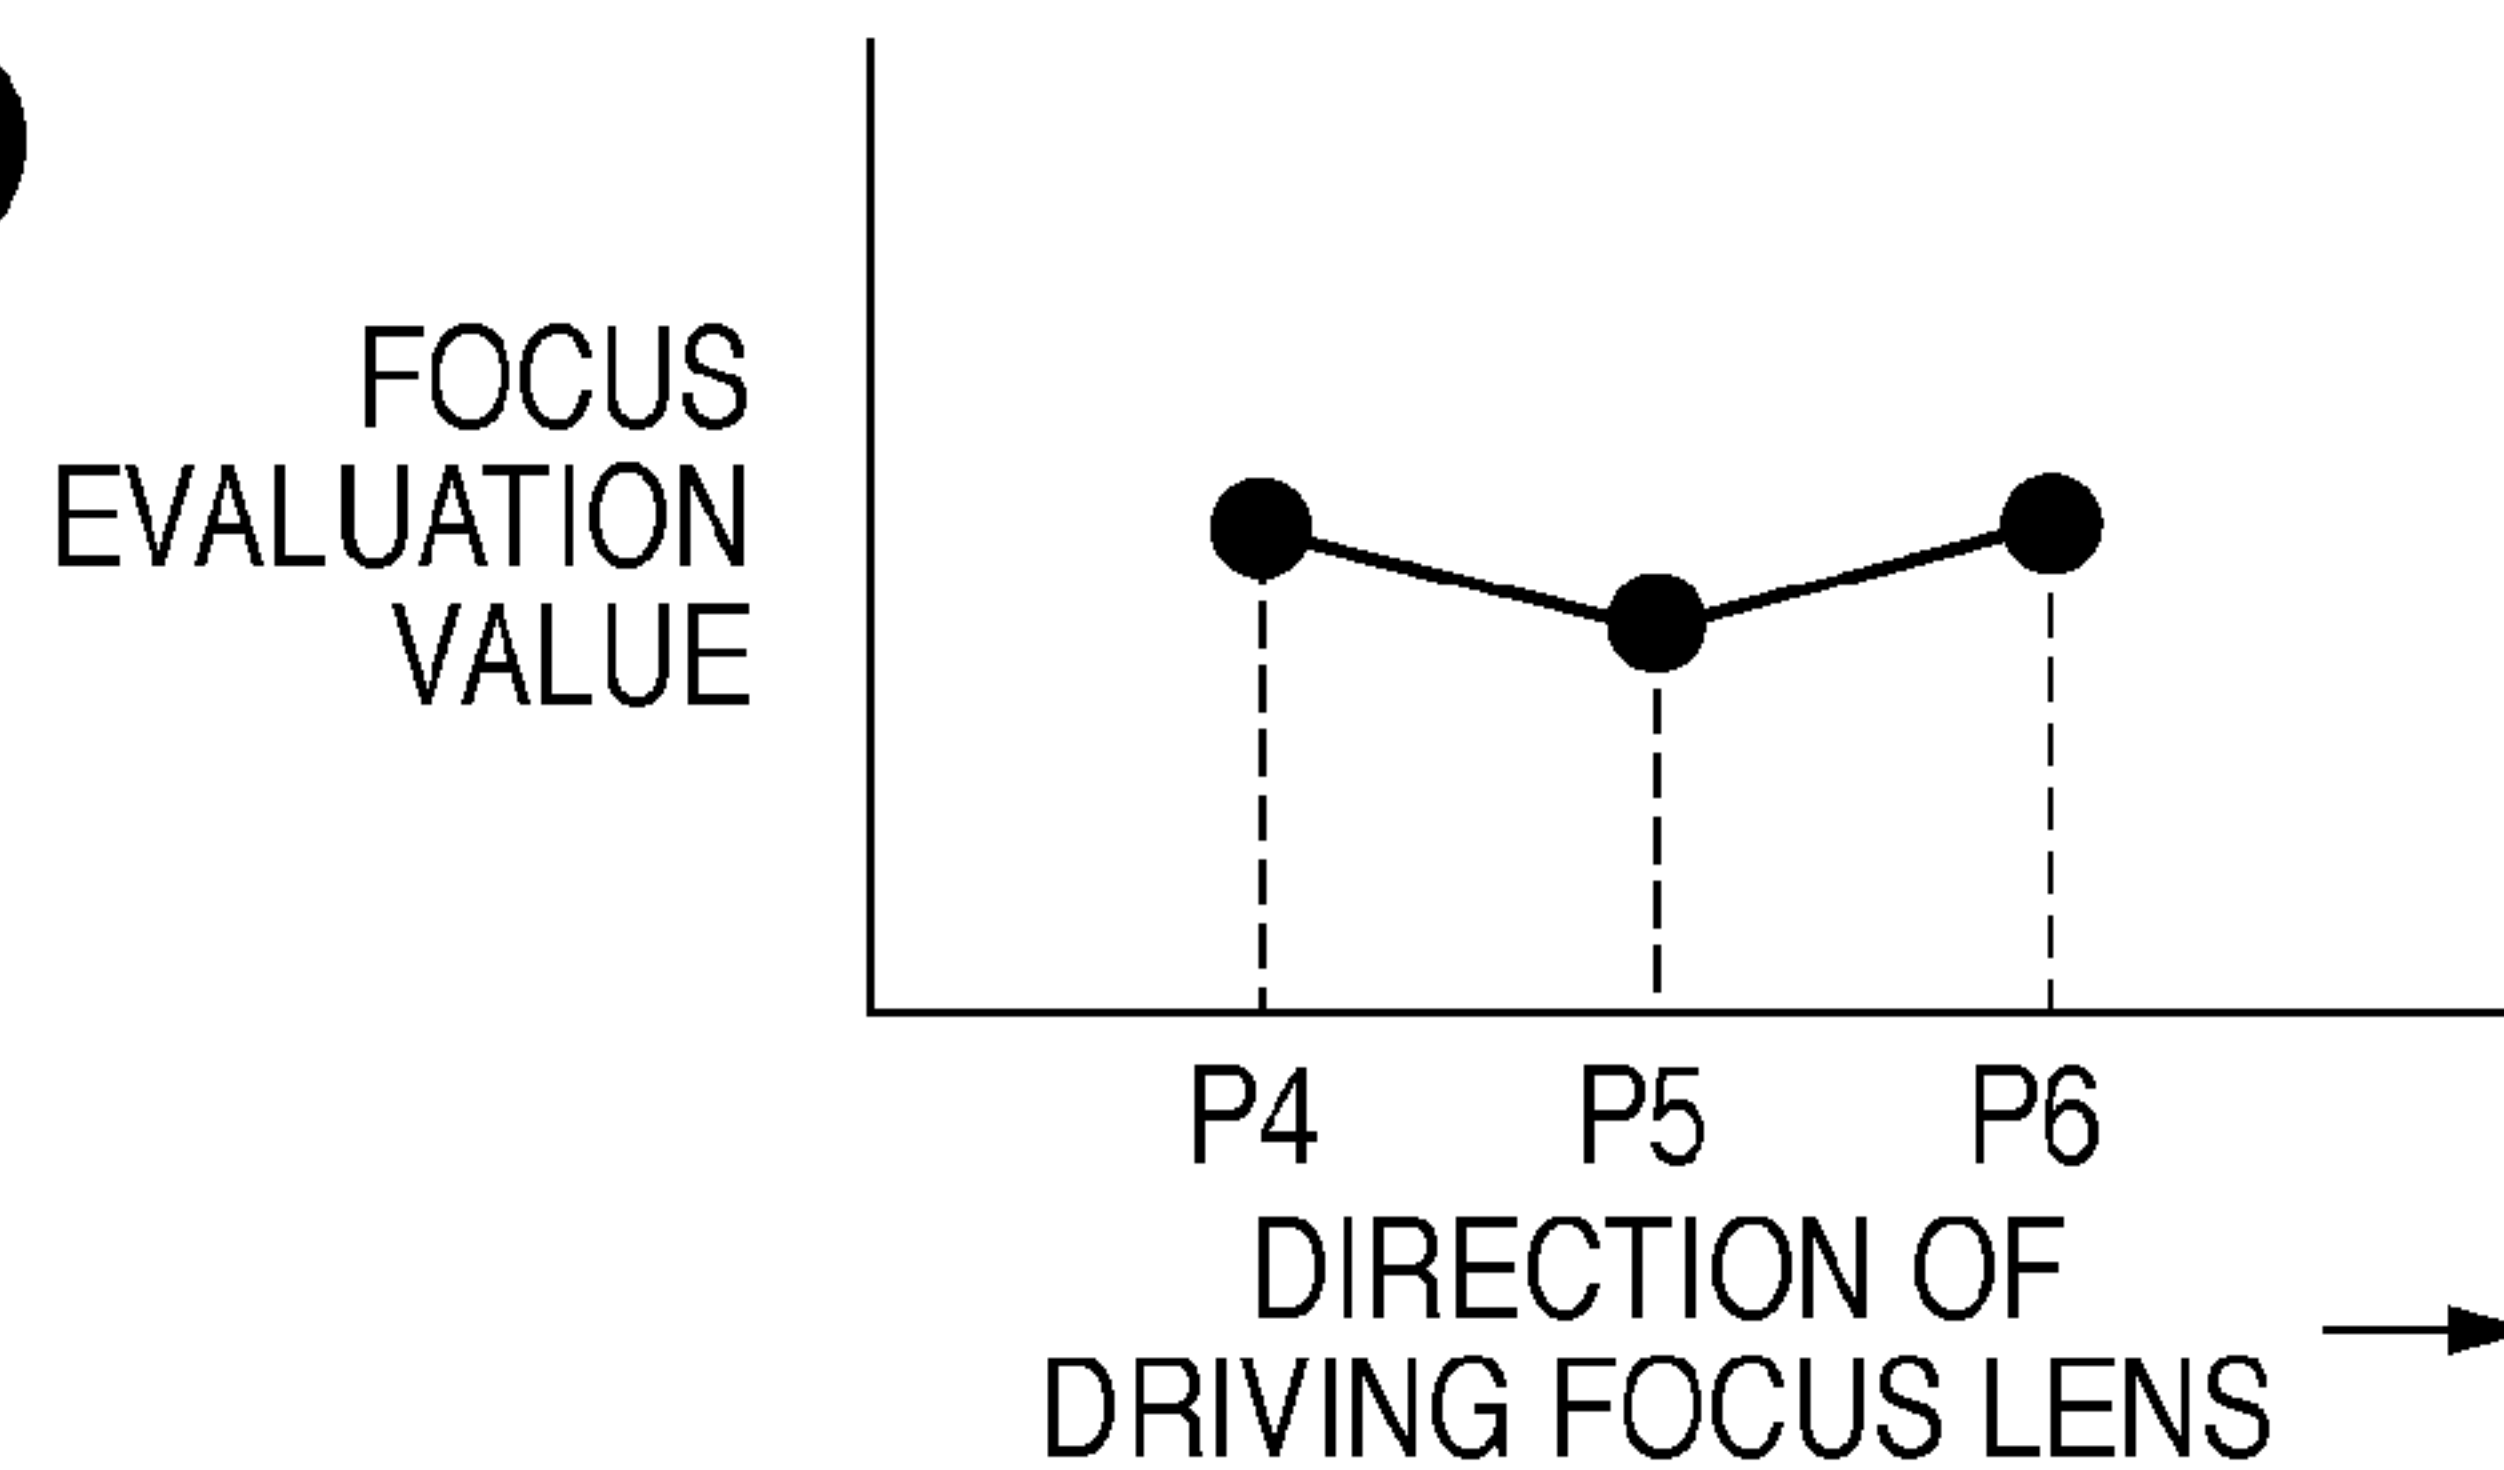 FOCUS
EVALUATION
VALUE
P4 P5 P6
DIRECTION OF
DRIVING FOCUS LENS